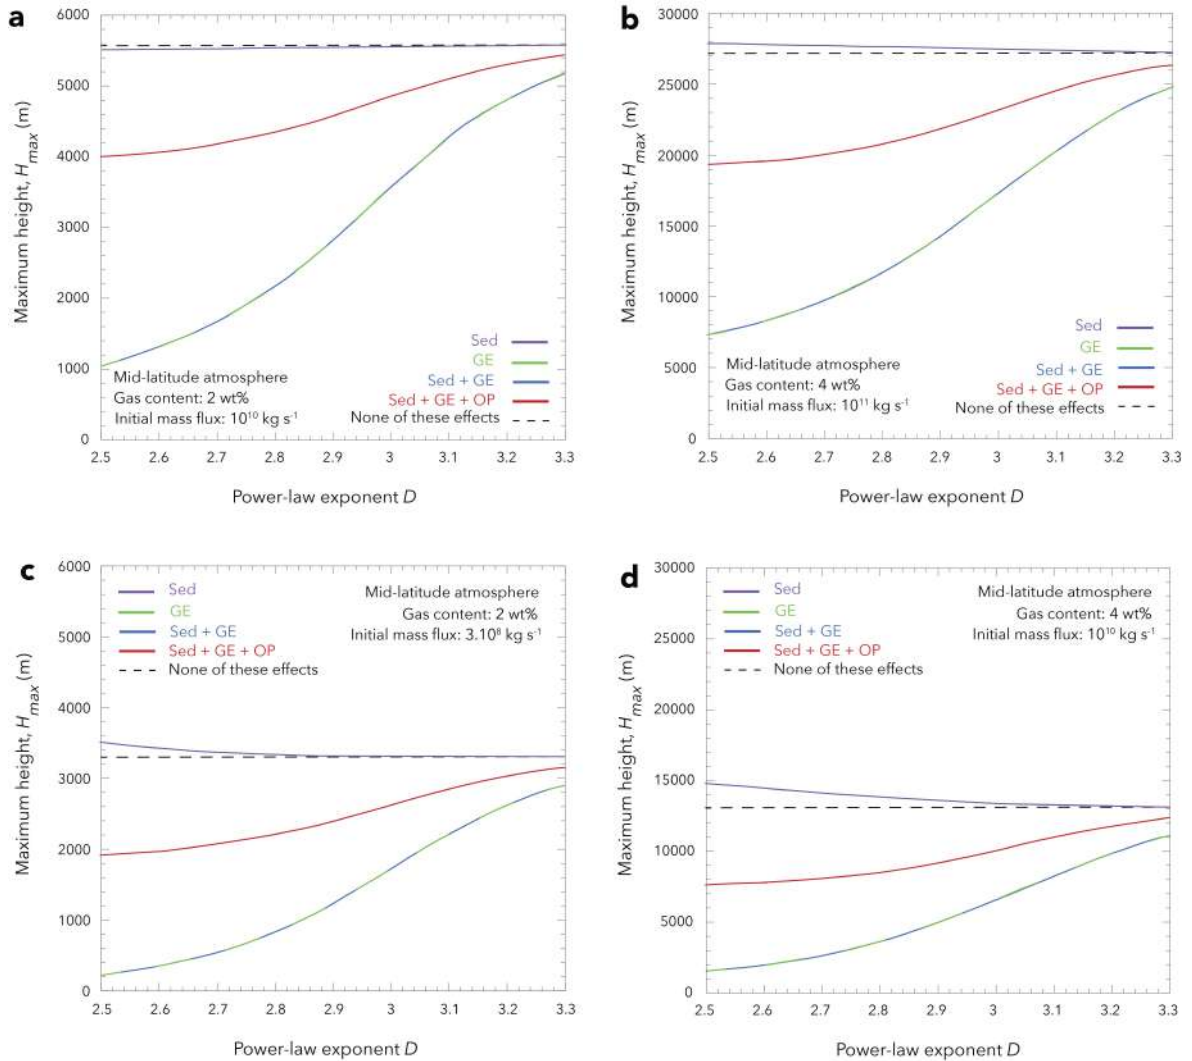 a
6000
5000
4000
3000
2000
1000
0
Maximum height, H_max (m)
Sed
GE
Sed + GE
Sed + GE + OP
None of these effects
Mid-latitude atmosphere
Gas content: 2 wt%
Initial mass flux: 10¹⁰ kg s⁻¹
2.5 2.6 2.7 2.8 2.9 3 3.1 3.2 3.3
Power-law exponent D
b
30000
25000
20000
15000
10000
5000
0
Maximum height, H_max (m)
Sed
GE
Sed + GE
Sed + GE + OP
None of these effects
Mid-latitude atmosphere
Gas content: 4 wt%
Initial mass flux: 10¹¹ kg s⁻¹
2.5 2.6 2.7 2.8 2.9 3 3.1 3.2 3.3
Power-law exponent D
c
6000
5000
4000
3000
2000
1000
0
Maximum height, H_max (m)
Sed
GE
Sed + GE
Sed + GE + OP
None of these effects
Mid-latitude atmosphere
Gas content: 2 wt%
Initial mass flux: 3.10⁸ kg s⁻¹
2.5 2.6 2.7 2.8 2.9 3 3.1 3.2 3.3
Power-law exponent D
d
30000
25000
20000
15000
10000
5000
0
Maximum height, H_max (m)
Sed
GE
Sed + GE
Sed + GE + OP
None of these effects
Mid-latitude atmosphere
Gas content: 4 wt%
Initial mass flux: 10¹⁰ kg s⁻¹
2.5 2.6 2.7 2.8 2.9 3 3.1 3.2 3.3
Power-law exponent D